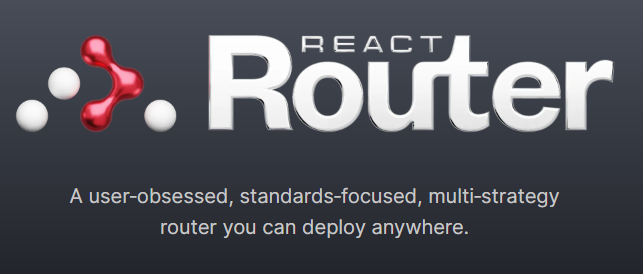 REACT
Router
A user-obsessed, standards-focused, multi-strategy
router you can deploy anywhere.